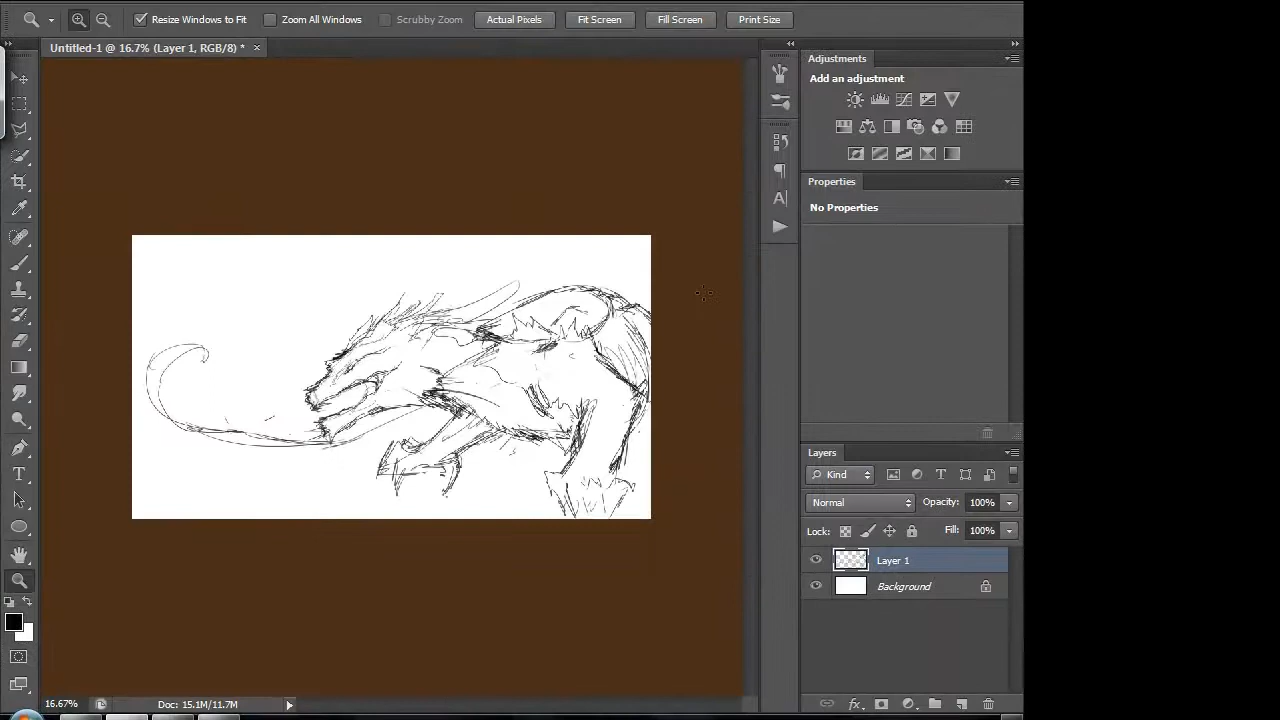 Resize Windows to Fit Zoom All Windows Scrubby Zoom Actual Pixels Fit Screen Fill Screen Print Size
Untitled-1 @ 16.7% (Layer 1, RGB/8) *
Adjustments
Add an adjustment
Properties
No Properties
Layers
Kind
Normal Opacity: 100%
Lock: Fill: 100%
Layer 1
Background
16.67% Doc: 15.1M/11.7M